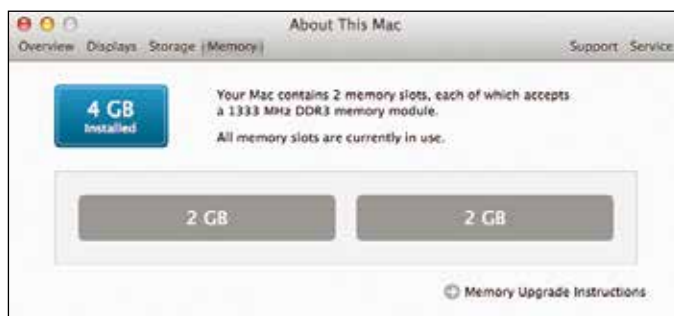 About This Mac
Overview Displays Storage Memory Support Service
4 GB
Installed
Your Mac contains 2 memory slots, each of which accepts
a 1333 MHz DDR3 memory module.
All memory slots are currently in use.
2 GB 2 GB
Memory Upgrade Instructions